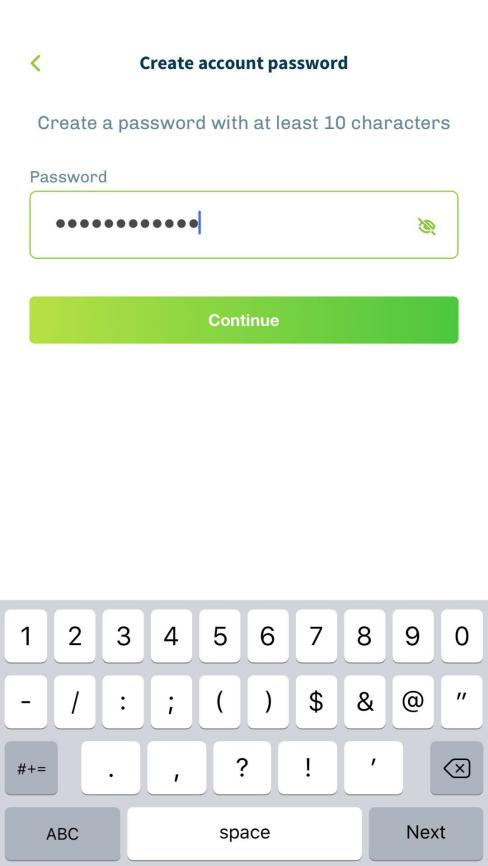 Create account password
Create a password with at least 10 characters
Password
••••••••••••
Continue
1 2 3 4 5 6 7 8 9 0
- / : ; ( ) $ & @ "
#+= . , ? ! ’
ABC space Next